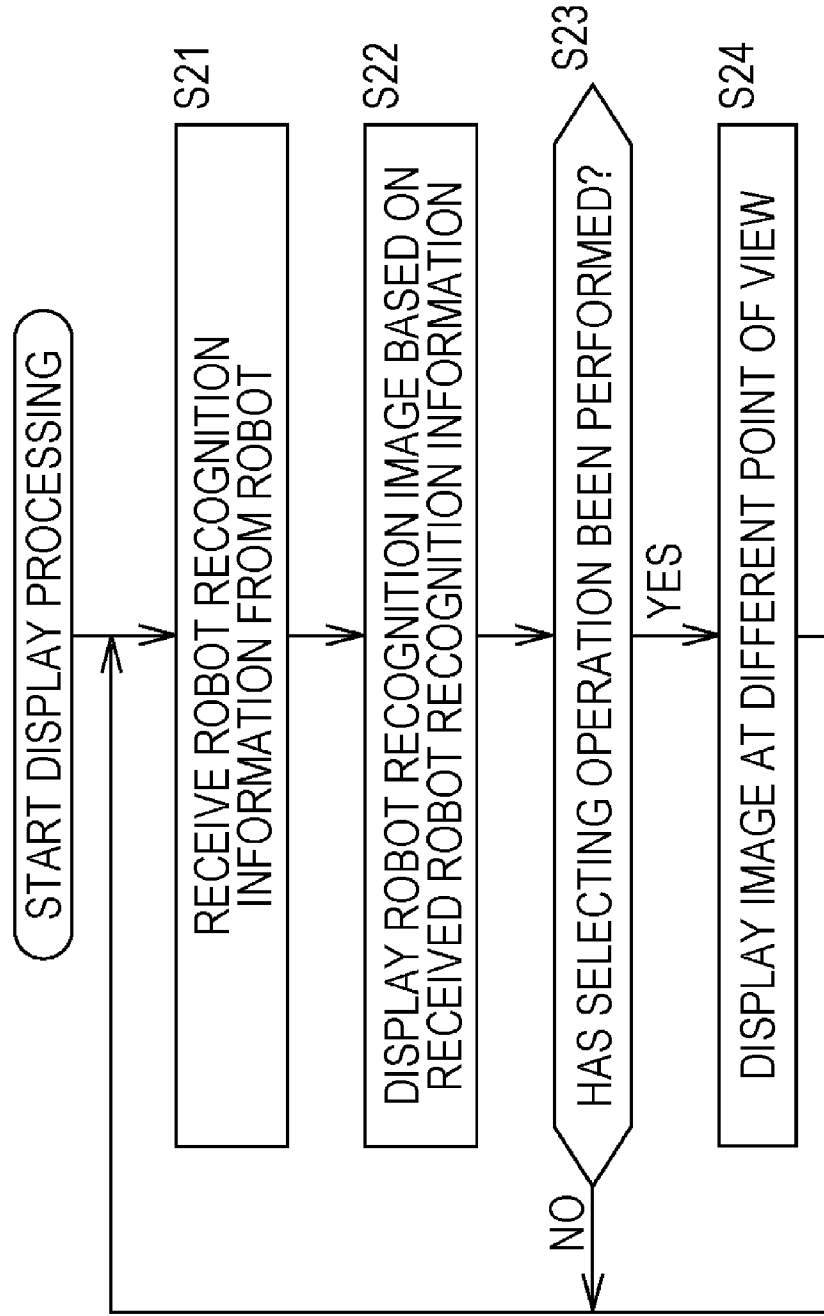 START DISPLAY PROCESSING
S21
RECEIVE ROBOT RECOGNITION
INFORMATION FROM ROBOT
S22
DISPLAY ROBOT RECOGNITION IMAGE BASED ON
RECEIVED ROBOT RECOGNITION INFORMATION
S23
HAS SELECTING OPERATION BEEN PERFORMED?
NO
YES
S24
DISPLAY IMAGE AT DIFFERENT POINT OF VIEW